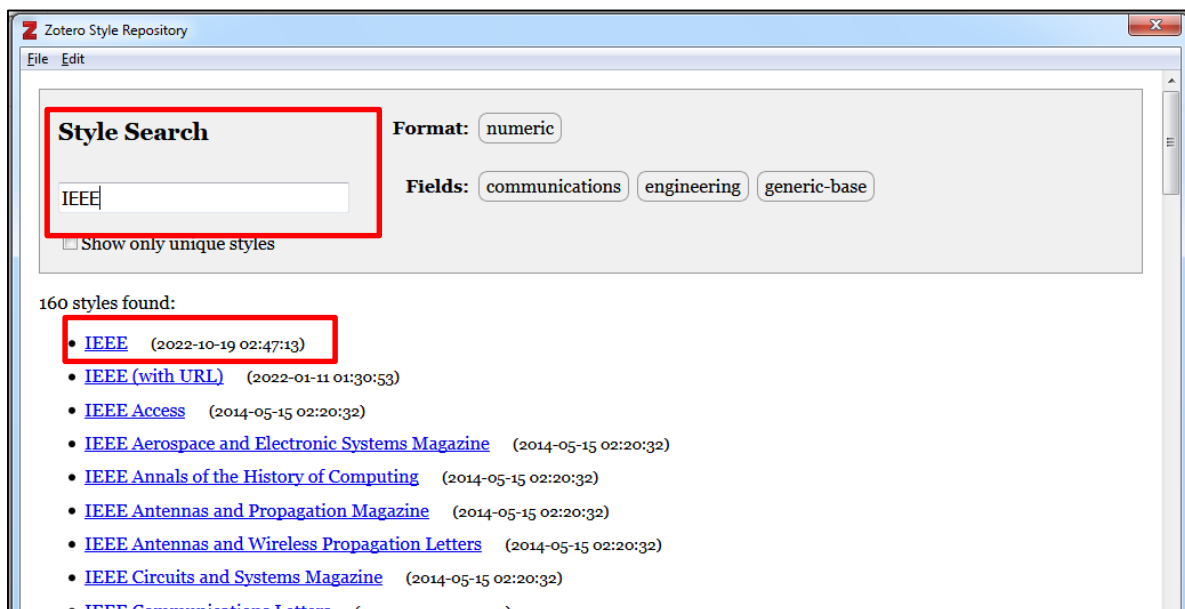 Zotero Style Repository
File Edit
Style Search
Format: numeric
IEEE
Fields: communications engineering generic-base
Show only unique styles
160 styles found:
• IEEE (2022-10-19 02:47:13)
• IEEE (with URL) (2022-01-11 01:30:53)
• IEEE Access (2014-05-15 02:20:32)
• IEEE Aerospace and Electronic Systems Magazine (2014-05-15 02:20:32)
• IEEE Annals of the History of Computing (2014-05-15 02:20:32)
• IEEE Antennas and Propagation Magazine (2014-05-15 02:20:32)
• IEEE Antennas and Wireless Propagation Letters (2014-05-15 02:20:32)
• IEEE Circuits and Systems Magazine (2014-05-15 02:20:32)
• IEEE Communications Letters